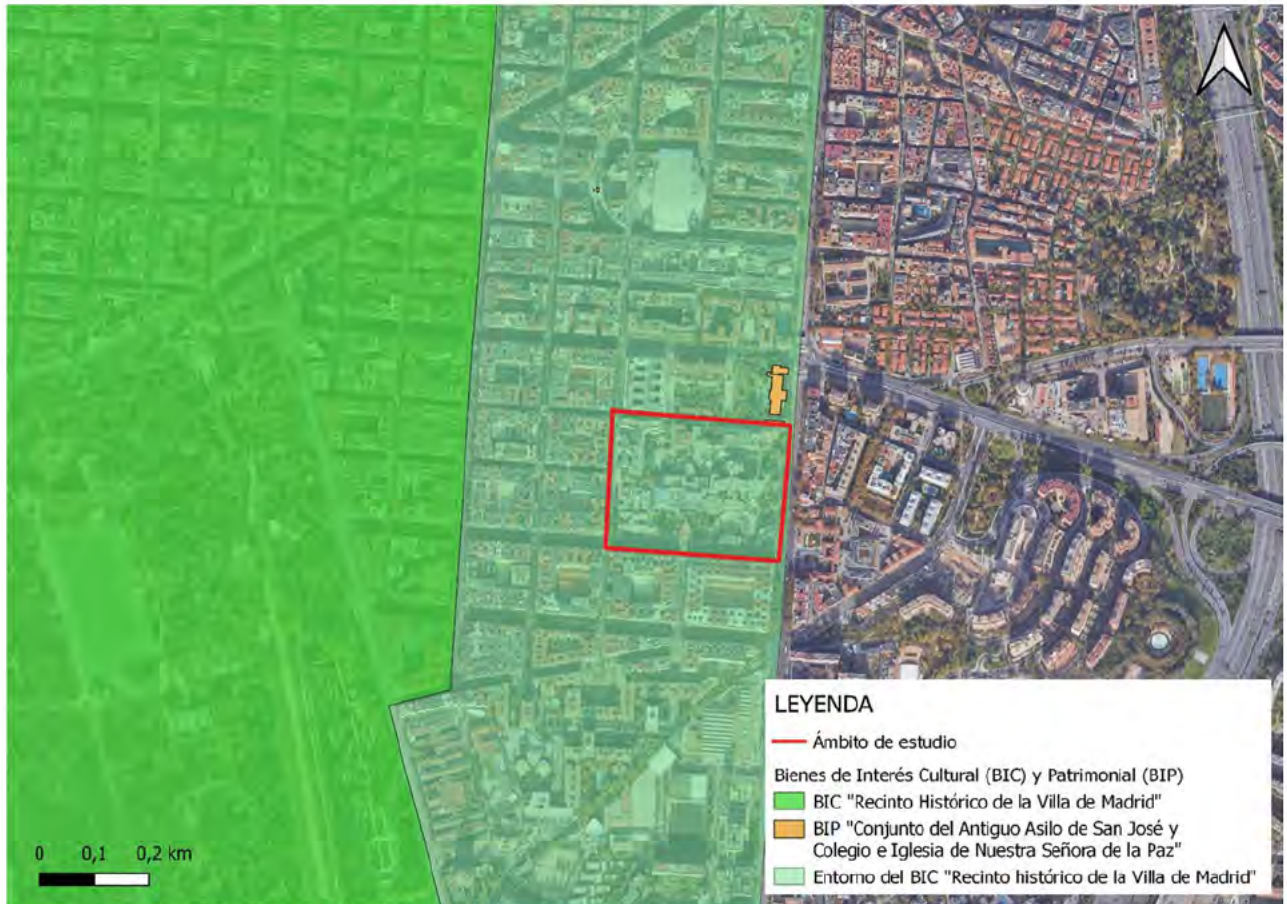 LEYENDA
Ámbito de estudio
Bienes de Interés Cultural (BIC) y Patrimonial (BIP)
BIC "Recinto Histórico de la Villa de Madrid"
BIP "Conjunto del Antiguo Asilo de San José y
Colegio e Iglesia de Nuestra Señora de la Paz"
Entorno del BIC "Recinto histórico de la Villa de Madrid"
0 0,1 0,2 km